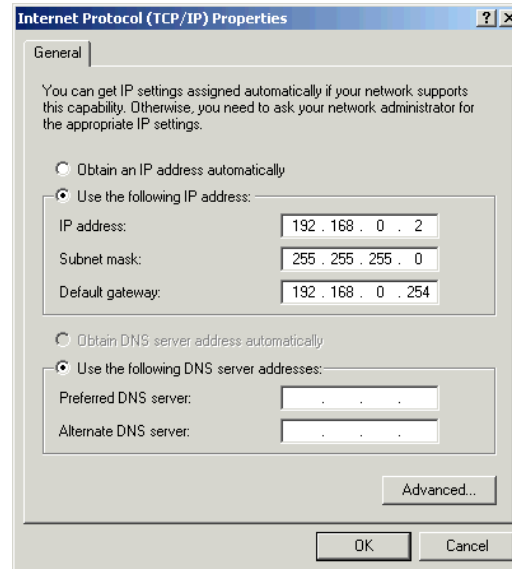 Internet Protocol (TCP/IP) Properties
General
You can get IP settings assigned automatically if your network supports
this capability. Otherwise, you need to ask your network administrator for
the appropriate IP settings.
Obtain an IP address automatically
Use the following IP address:
IP address: 192 . 168 . 0 . 2
Subnet mask: 255 . 255 . 255 . 0
Default gateway: 192 . 168 . 0 . 254
Obtain DNS server address automatically
Use the following DNS server addresses:
Preferred DNS server: . . .
Alternate DNS server: . . .
Advanced...
OK Cancel